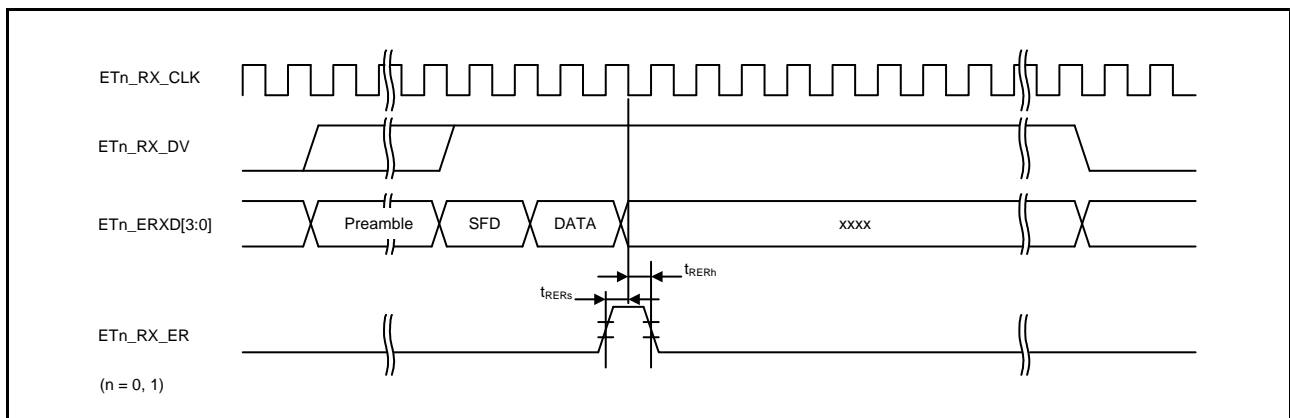 ETn_RX_CLK
ETn_RX_DV
ETn_ERXD[3:0]
Preamble
SFD
DATA
xxxx
tRERh
tRERs
ETn_RX_ER
(n = 0, 1)